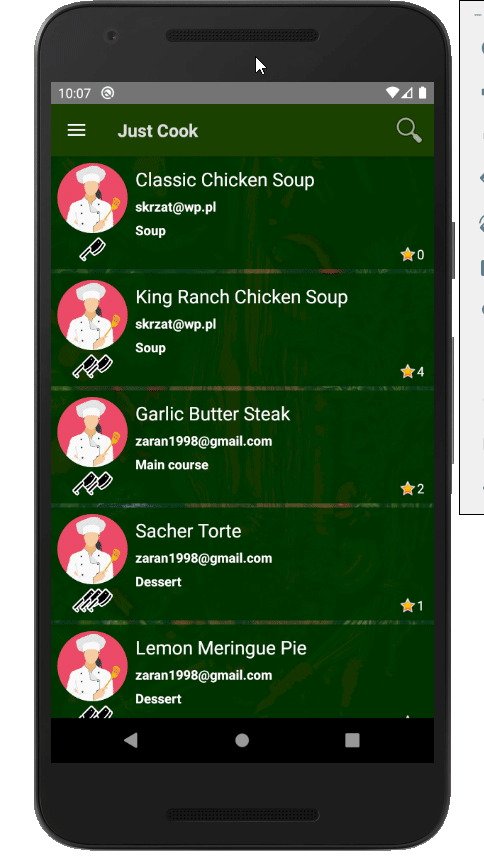 10:07
Just Cook
Classic Chicken Soup
skrzat@wp.pl
Soup
0
King Ranch Chicken Soup
skrzat@wp.pl
Soup
4
Garlic Butter Steak
zaran1998@gmail.com
Main course
2
Sacher Torte
zaran1998@gmail.com
Dessert
1
Lemon Meringue Pie
zaran1998@gmail.com
Dessert